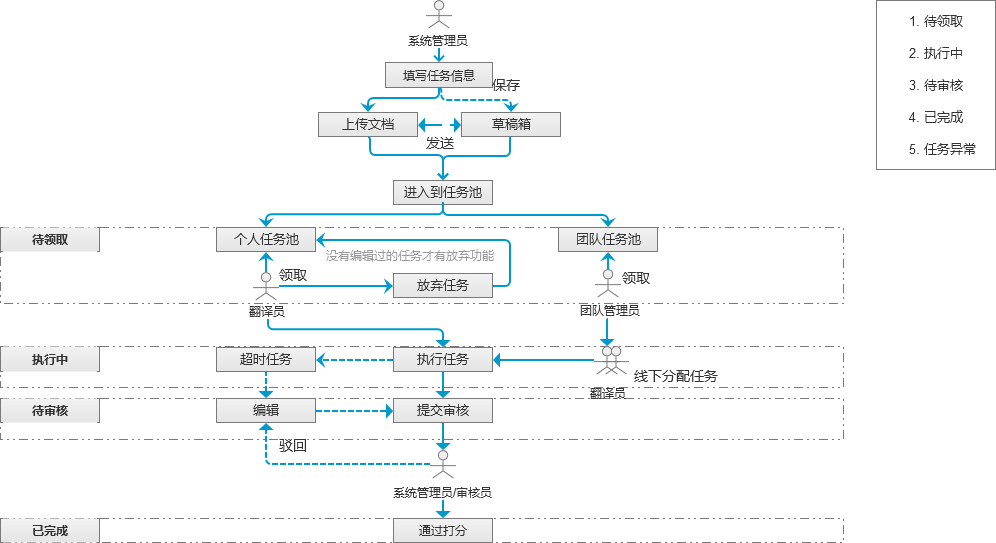 系统管理员
1. 待领取
2. 执行中
3. 待审核
4. 已完成
5. 任务异常
填写任务信息
保存
上传文档
草稿箱
发送
进入到任务池
待领取
个人任务池
团队任务池
没有编辑过的任务才有放弃功能
领取
放弃任务
领取
翻译员
团队管理员
执行中
超时任务
执行任务
线下分配任务
翻译员
待审核
编辑
提交审核
驳回
系统管理员/审核员
已完成
通过打分